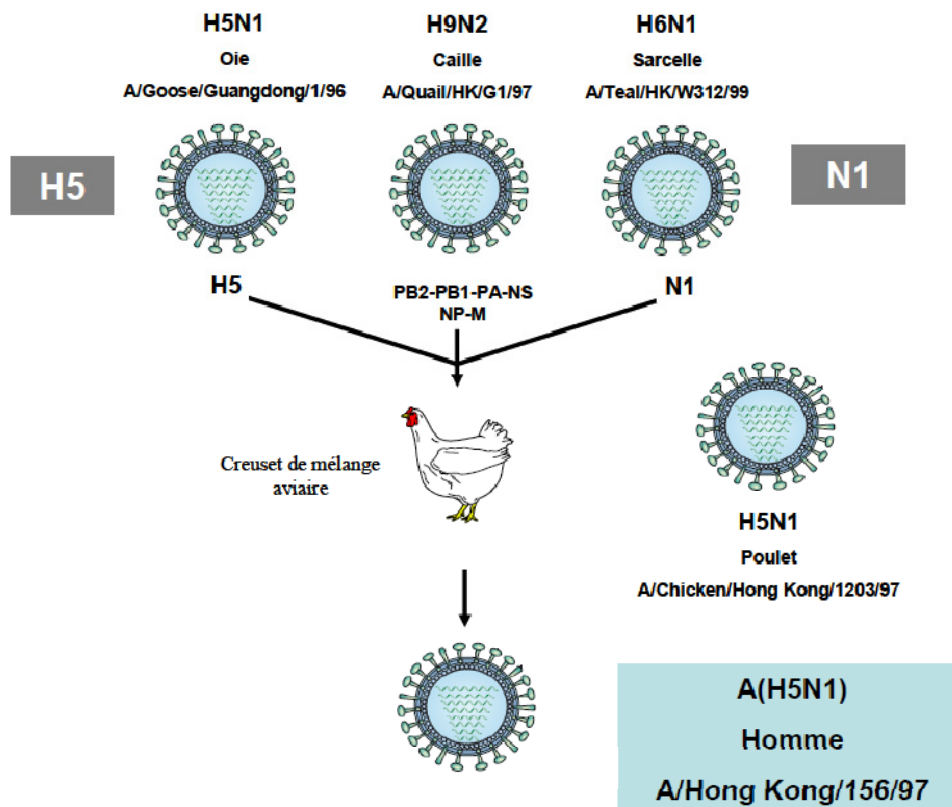 H5N1
Oie
A/Goose/Guangdong/1/96
H9N2
Caille
A/Quail/HK/G1/97
H6N1
Sarcelle
A/Teal/HK/W312/99
H5
N1
H5
PB2-PB1-PA-NS
NP-M
N1
Creuset de mélange
aviaire
H5N1
Poulet
A/Chicken/Hong Kong/1203/97
A(H5N1)
Homme
A/Hong Kong/156/97